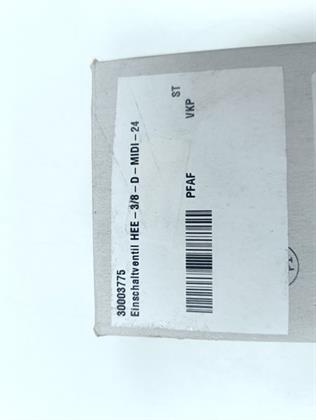 30003775
Einschaltventil HEE – 3/8 – D – MIDI – 24
PFAF
ST
VKP